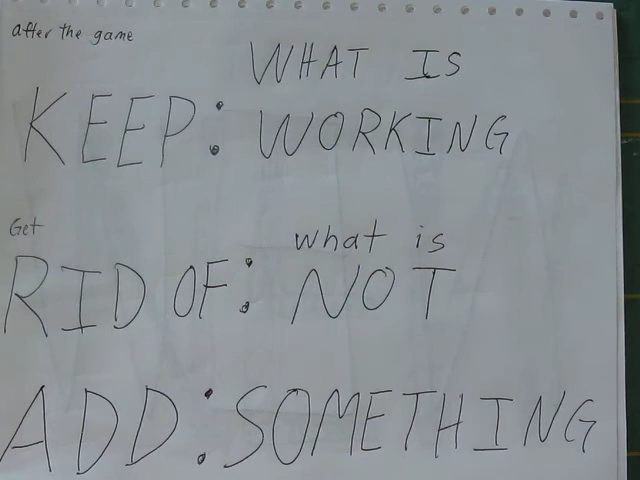 after the game
WHAT IS
KEEP: WORKING
Get what is
RID OF: NOT
ADD: SOMETHING